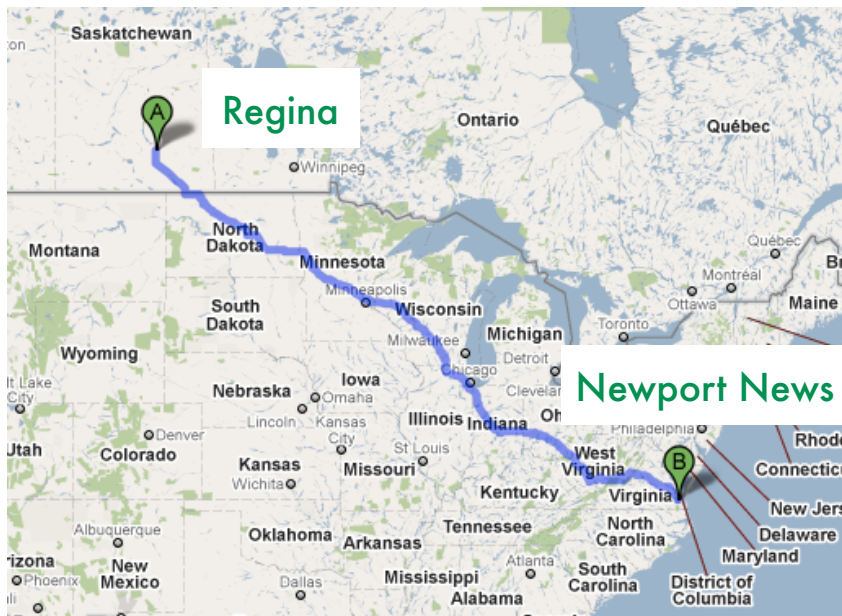 Saskatchewan
A
Regina
Ontario
Québec
Winnipeg
Montana
North
Dakota
Minnesota
Québec
Montréal
Ottawa
Maine
Minneapolis
Wisconsin
South
Dakota
Michigan
Toronto
Milwaukee
Detroit
Wyoming
Chicago
Iowa
Newport News
Nebraska
Omaha
Lincoln
Illinois
Indiana
Philadelphia
Denver
Colorado
Utah
Kansas
City
St Louis
Kansas
Missouri
Wichita
West
Virginia
B
Connecticu
Kentucky
Virginia
New Jers
Delaware
Maryland
District of
Columbia
Tennessee
North
Carolina
Oklahoma
Arkansas
Albuquerque
New
Mexico
Phoenix
Dallas
Mississippi
Atlanta
Alabama
South
Carolina